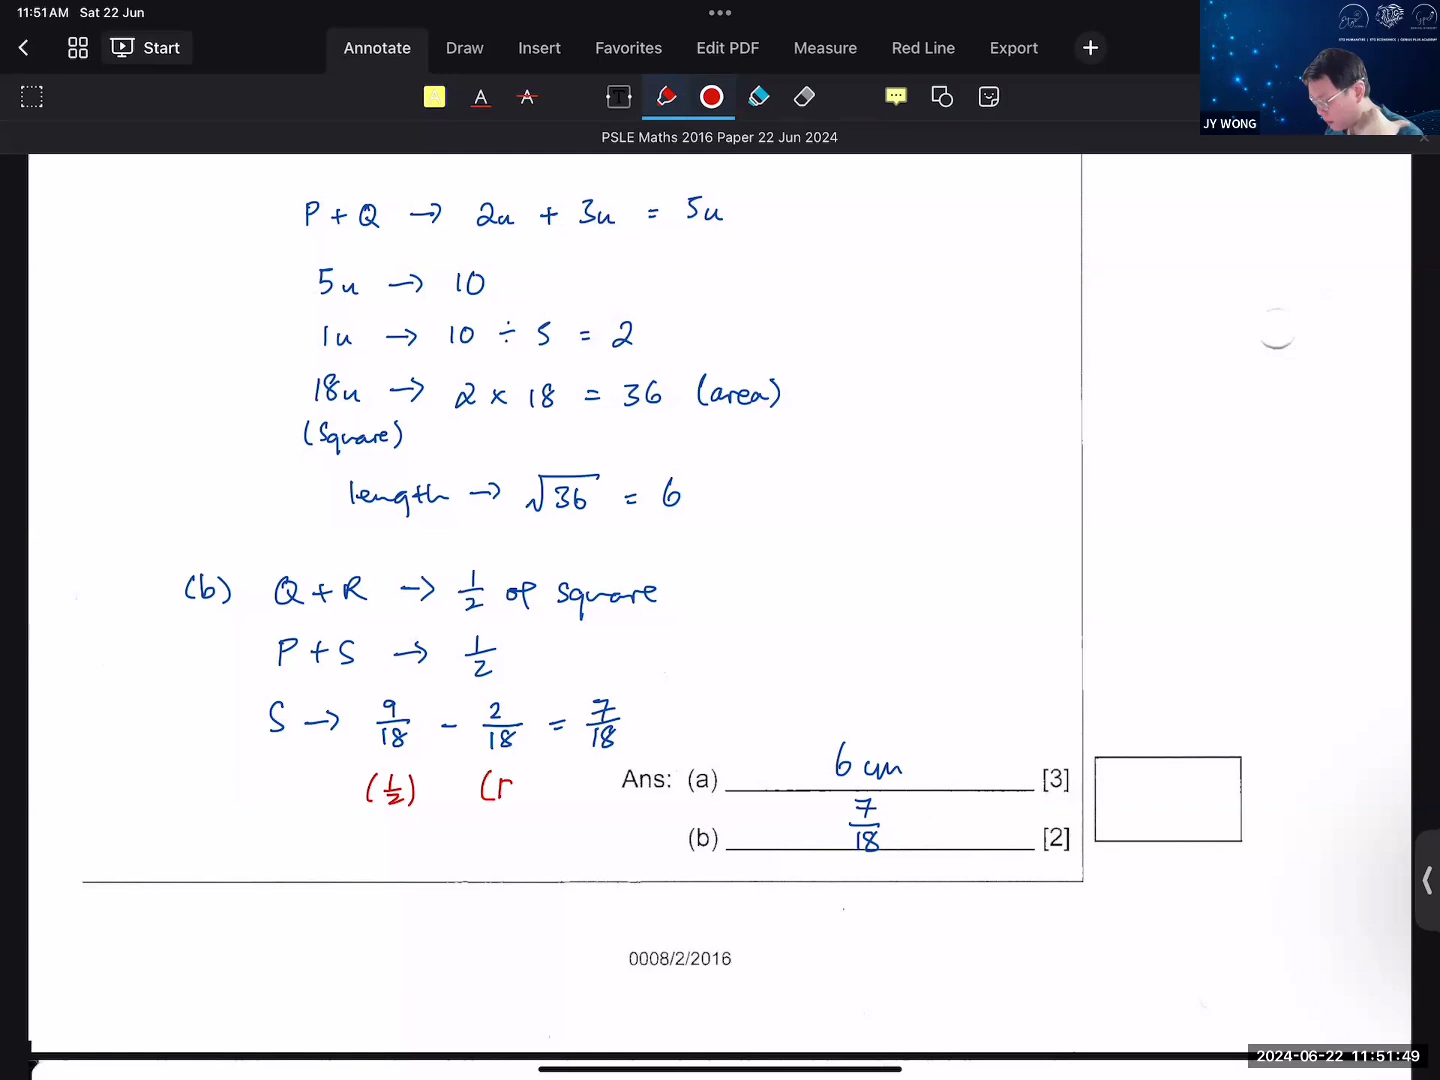 11:51 AM Sat 22 Jun
Start
Annotate Draw Insert Favorites Edit PDF Measure Red Line Export
JY WONG
PSLE Maths 2016 Paper 22 Jun 2024
P + Q → 2u + 3u = 5u
5u → 10
1u → 10 ÷ 5 = 2
18u → 2 × 18 = 36 (area)
(Square)
length → √36 = 6
(b) Q + R → 1/2 of square
P + S → 1/2
S → 9/18 - 2/18 = 7/18
(1/2)
Ans: (a) 6 cm [3]
(b) 7/18 [2]
0008/2/2016
2024-06-22 11:51:49